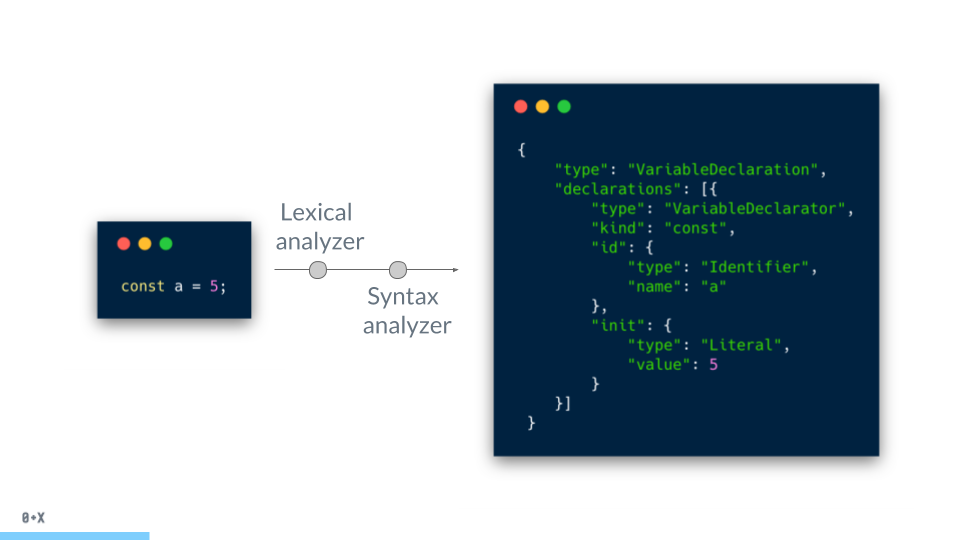 const a = 5;
Lexical
analyzer
Syntax
analyzer
{
    "type": "VariableDeclaration",
    "declarations": [{
        "type": "VariableDeclarator",
        "kind": "const",
        "id": {
            "type": "Identifier",
            "name": "a"
        },
        "init": {
            "type": "Literal",
            "value": 5
        }
    }]
 }
0+X